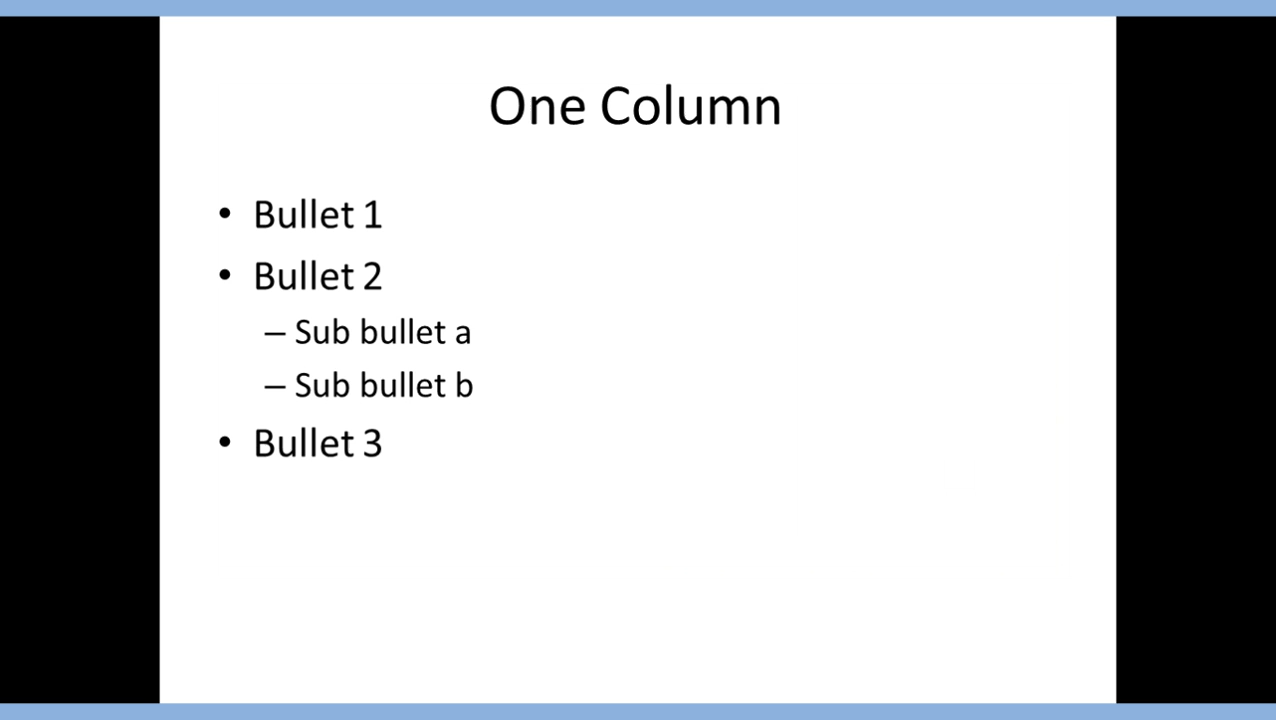 One Column
• Bullet 1
• Bullet 2
– Sub bullet a
– Sub bullet b
• Bullet 3